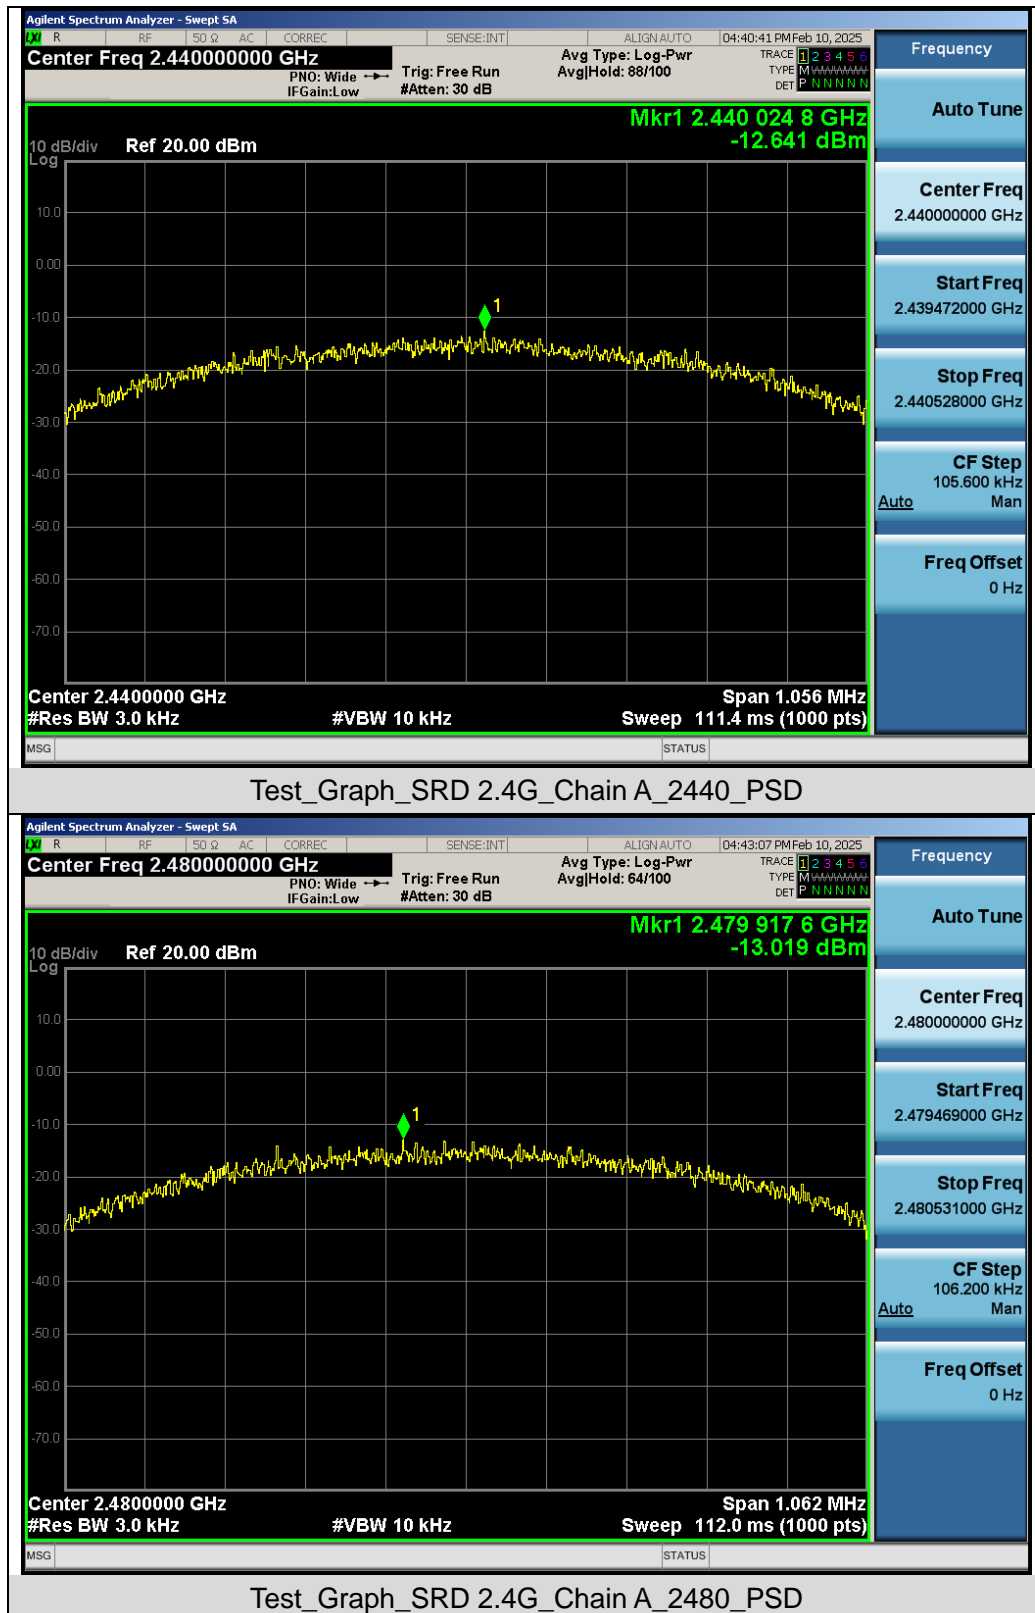 Agilent Spectrum Analyzer - Swept SA
LXI R RF 50 Ω AC CORREC SENSE:INT ALIGN AUTO 04:40:41 PM Feb 10, 2025
Center Freq 2.440000000 GHz
PNO: Wide
IFGain:Low
Trig: Free Run
#Atten: 30 dB
Avg Type: Log-Pwr
Avg|Hold: 88/100
TRACE 1 2 3 4 5 6
TYPE M
DET P N N N N N
Mkr1 2.440 024 8 GHz
-12.641 dBm
10 dB/div Ref 20.00 dBm
Log
10.0
0.00
-10.0
-20.0
-30.0
-40.0
-50.0
-60.0
-70.0
1
Center 2.4400000 GHz Span 1.056 MHz
#Res BW 3.0 kHz #VBW 10 kHz Sweep 111.4 ms (1000 pts)
MSG STATUS
Frequency
Auto Tune
Center Freq
2.440000000 GHz
Start Freq
2.439472000 GHz
Stop Freq
2.440528000 GHz
CF Step
105.600 kHz
Auto Man
Freq Offset
0 Hz
Test_Graph_SRD 2.4G_Chain A_2440_PSD
Agilent Spectrum Analyzer - Swept SA
LXI R RF 50 Ω AC CORREC SENSE:INT ALIGN AUTO 04:43:07 PM Feb 10, 2025
Center Freq 2.480000000 GHz
PNO: Wide
IFGain:Low
Trig: Free Run
#Atten: 30 dB
Avg Type: Log-Pwr
Avg|Hold: 64/100
TRACE 1 2 3 4 5 6
TYPE M
DET P N N N N N
Mkr1 2.479 917 6 GHz
-13.019 dBm
10 dB/div Ref 20.00 dBm
Log
10.0
0.00
-10.0
-20.0
-30.0
-40.0
-50.0
-60.0
-70.0
1
Center 2.4800000 GHz Span 1.062 MHz
#Res BW 3.0 kHz #VBW 10 kHz Sweep 112.0 ms (1000 pts)
MSG STATUS
Frequency
Auto Tune
Center Freq
2.480000000 GHz
Start Freq
2.479469000 GHz
Stop Freq
2.480531000 GHz
CF Step
106.200 kHz
Auto Man
Freq Offset
0 Hz
Test_Graph_SRD 2.4G_Chain A_2480_PSD